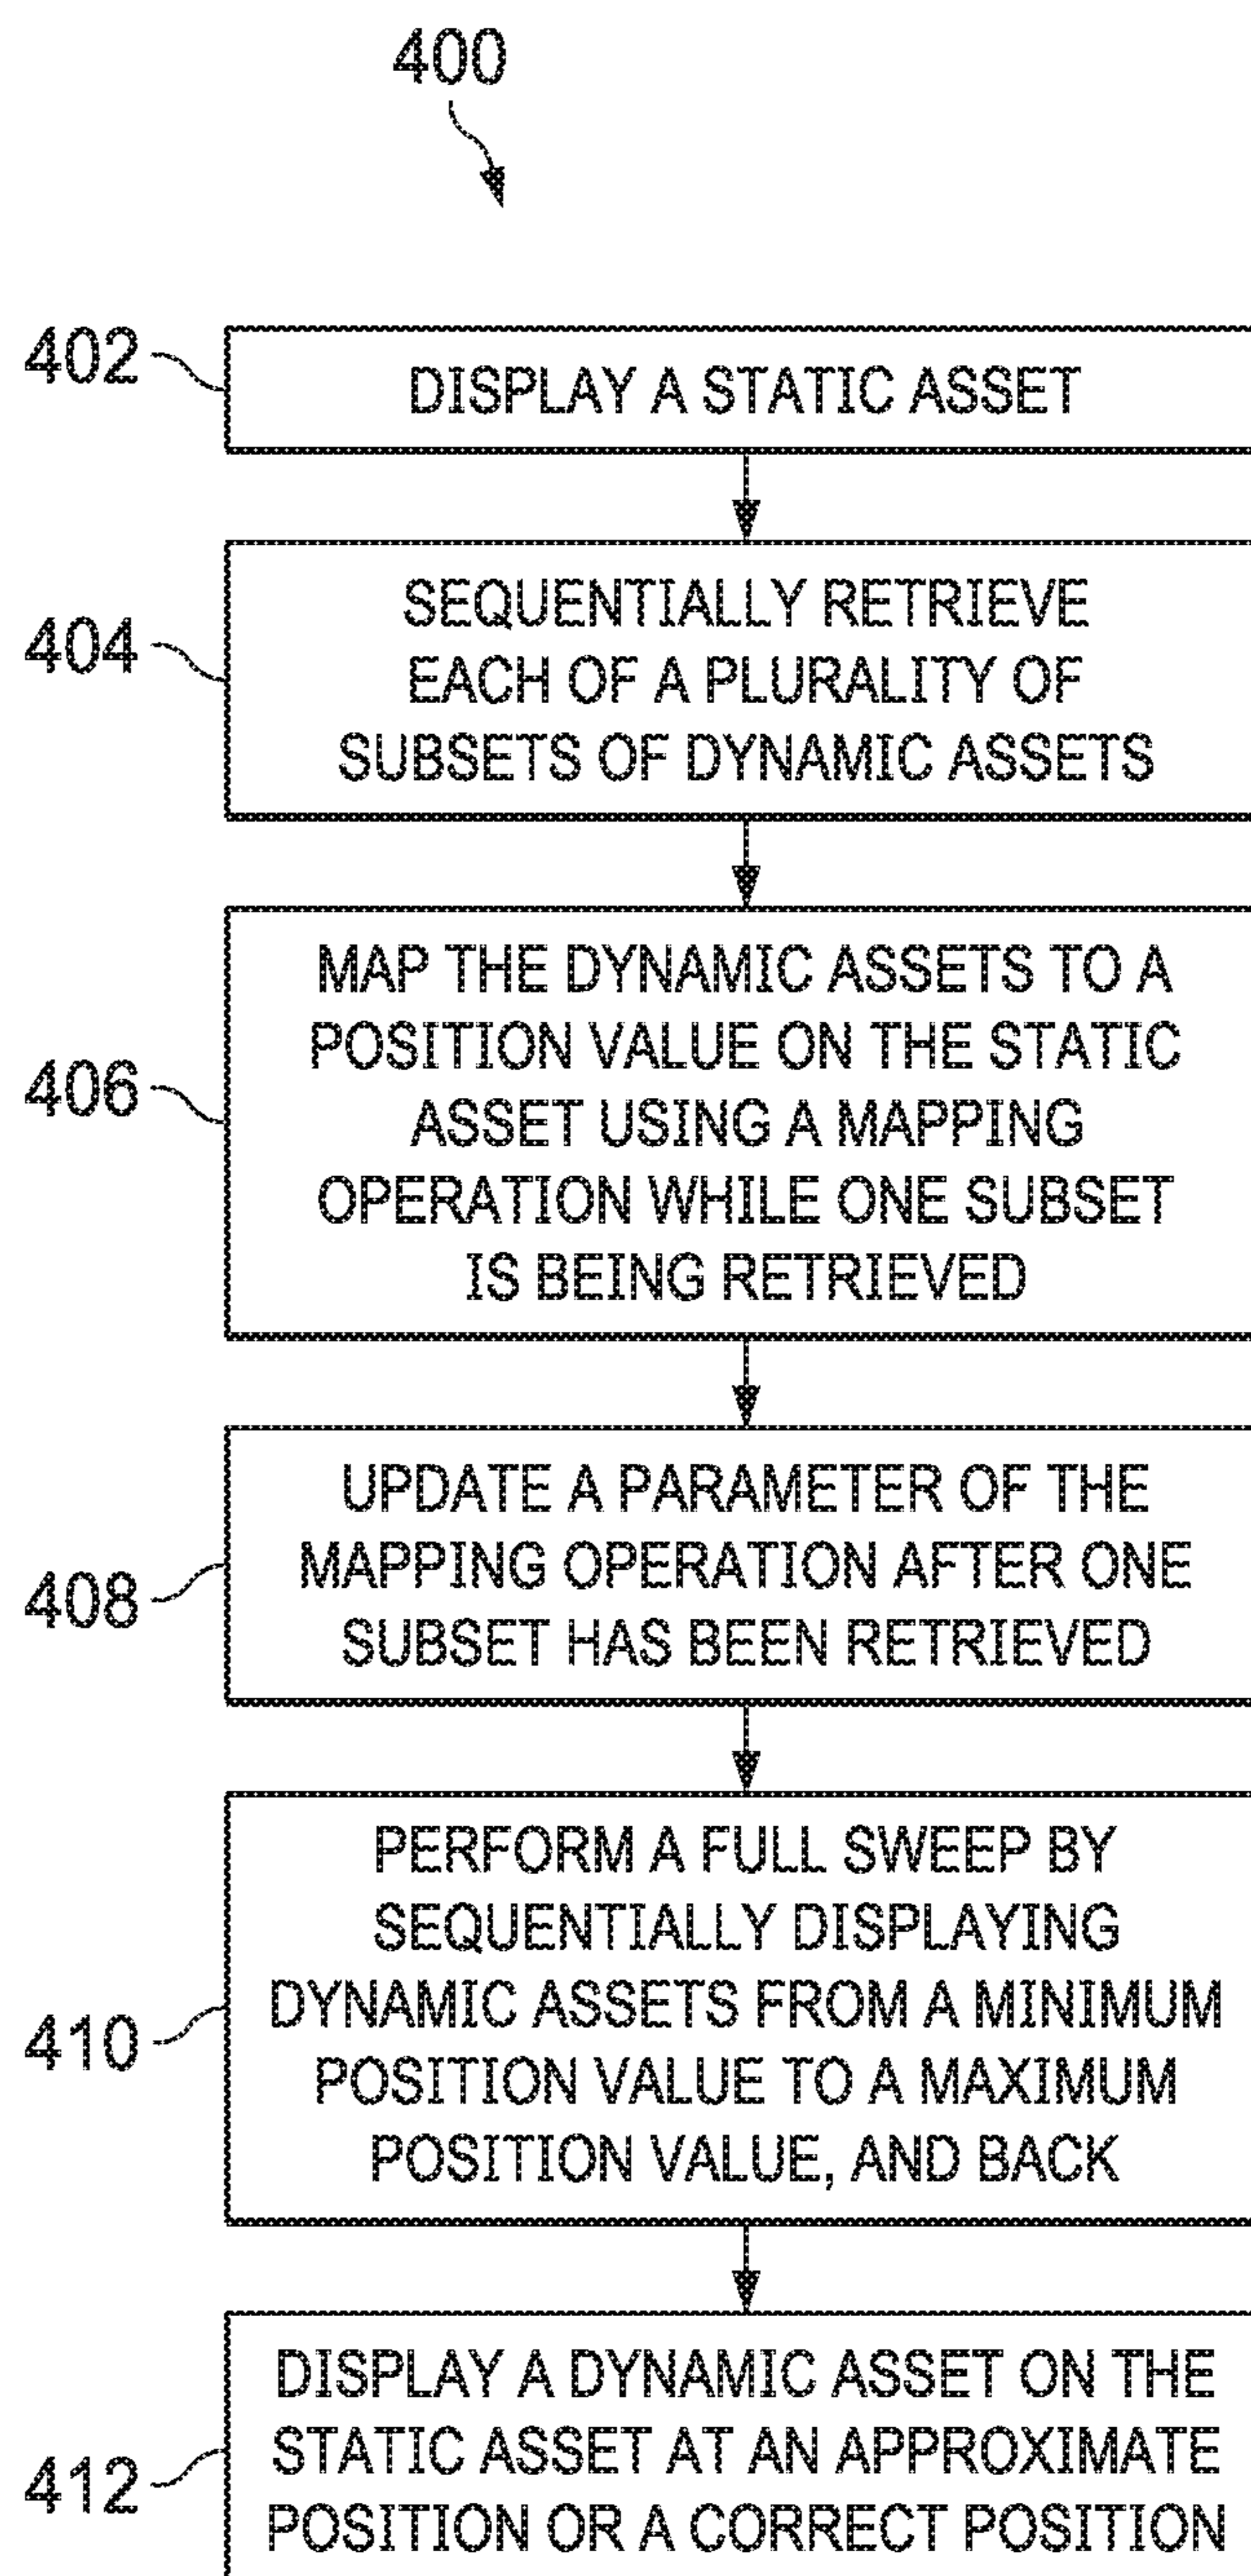 400
402
DISPLAY A STATIC ASSET
404
SEQUENTIALLY RETRIEVE
EACH OF A PLURALITY OF
SUBSETS OF DYNAMIC ASSETS
406
MAP THE DYNAMIC ASSETS TO A
POSITION VALUE ON THE STATIC
ASSET USING A MAPPING
OPERATION WHILE ONE SUBSET
IS BEING RETRIEVED
408
UPDATE A PARAMETER OF THE
MAPPING OPERATION AFTER ONE
SUBSET HAS BEEN RETRIEVED
410
PERFORM A FULL SWEEP BY
SEQUENTIALLY DISPLAYING
DYNAMIC ASSETS FROM A MINIMUM
POSITION VALUE TO A MAXIMUM
POSITION VALUE, AND BACK
412
DISPLAY A DYNAMIC ASSET ON THE
STATIC ASSET AT AN APPROXIMATE
POSITION OR A CORRECT POSITION